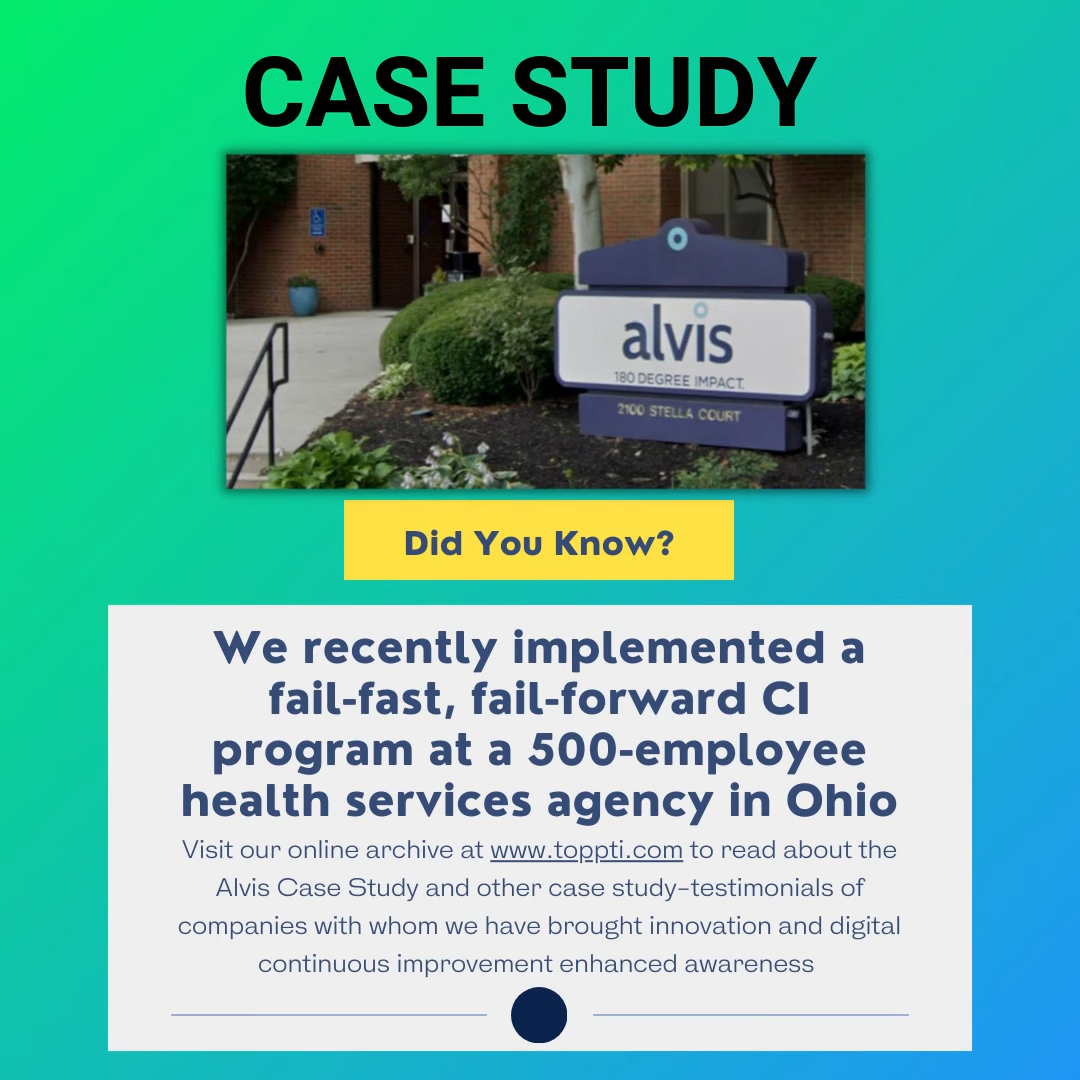 CASE STUDY
alvis
180 DEGREE IMPACT.
2100 STELLA COURT
Did You Know?
We recently implemented a
fail-fast, fail-forward CI
program at a 500-employee
health services agency in Ohio
Visit our online archive at www.toppti.com to read about the
Alvis Case Study and other case study-testimonials of
companies with whom we have brought innovation and digital
continuous improvement enhanced awareness